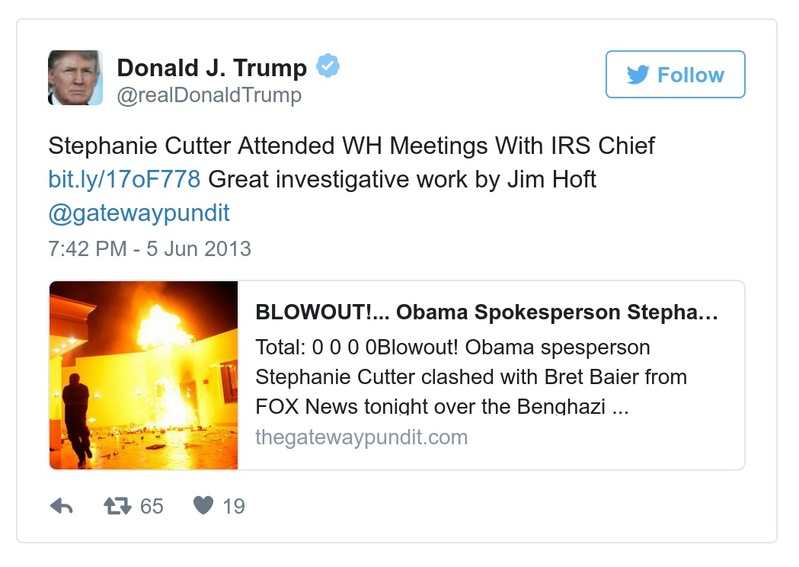 Donald J. Trump
@realDonaldTrump
Follow
Stephanie Cutter Attended WH Meetings With IRS Chief
bit.ly/17oF778 Great investigative work by Jim Hoft
@gatewaypundit
7:42 PM - 5 Jun 2013
BLOWOUT!... Obama Spokesperson Stepha...
Total: 0 0 0 0Blowout! Obama spesperson
Stephanie Cutter clashed with Bret Baier from
FOX News tonight over the Benghazi ...
thegatewaypundit.com
65 19